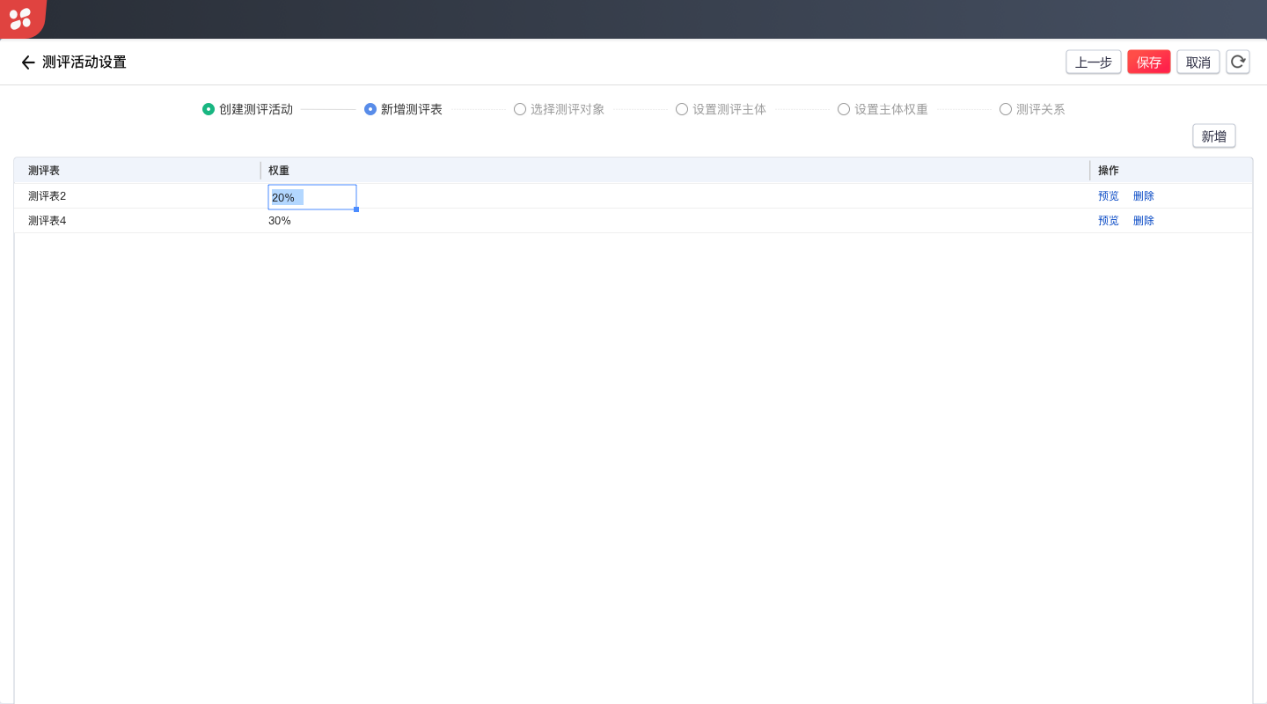 测评活动设置 上一步 保存 取消
创建测评活动 新增测评表 选择测评对象 设置测评主体 设置主体权重 测评关系
新增
测评表 权重 操作
测评表2 20% 预览 删除
测评表4 30% 预览 删除